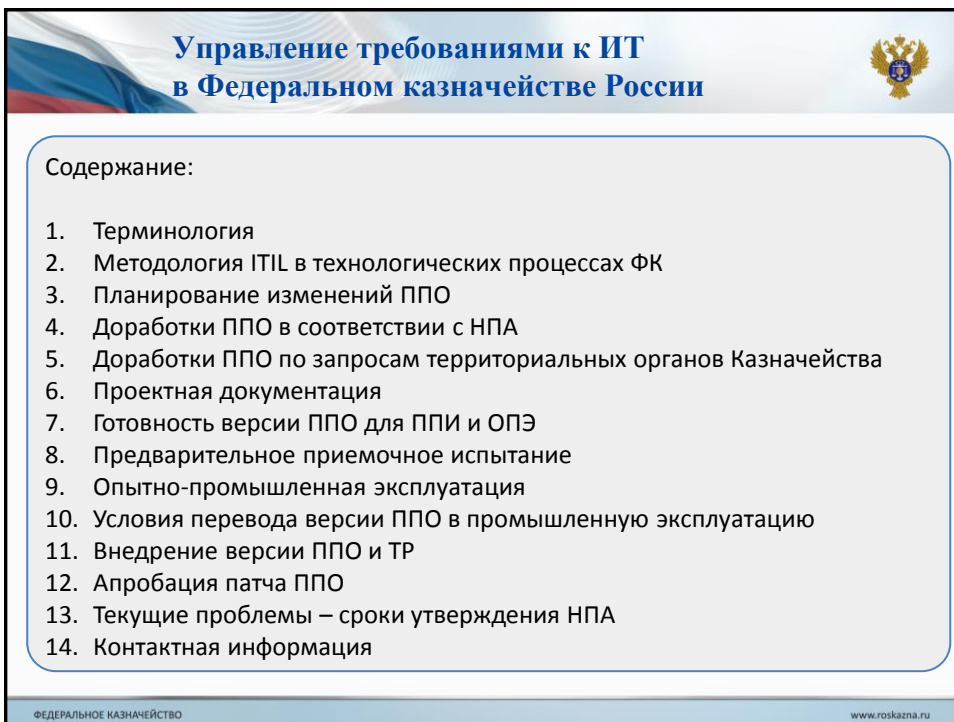 Управление требованиями к ИТ
в Федеральном казначействе России
Содержание:
1. Терминология
2. Методология ITIL в технологических процессах ФК
3. Планирование изменений ППО
4. Доработки ППО в соответствии с НПА
5. Доработки ППО по запросам территориальных органов Казначейства
6. Проектная документация
7. Готовность версии ППО для ППИ и ОПЭ
8. Предварительное приемочное испытание
9. Опытно-промышленная эксплуатация
10. Условия перевода версии ППО в промышленную эксплуатацию
11. Внедрение версии ППО и ТР
12. Апробация патча ППО
13. Текущие проблемы – сроки утверждения НПА
14. Контактная информация
ФЕДЕРАЛЬНОЕ КАЗНАЧЕЙСТВО
www.roskazna.ru